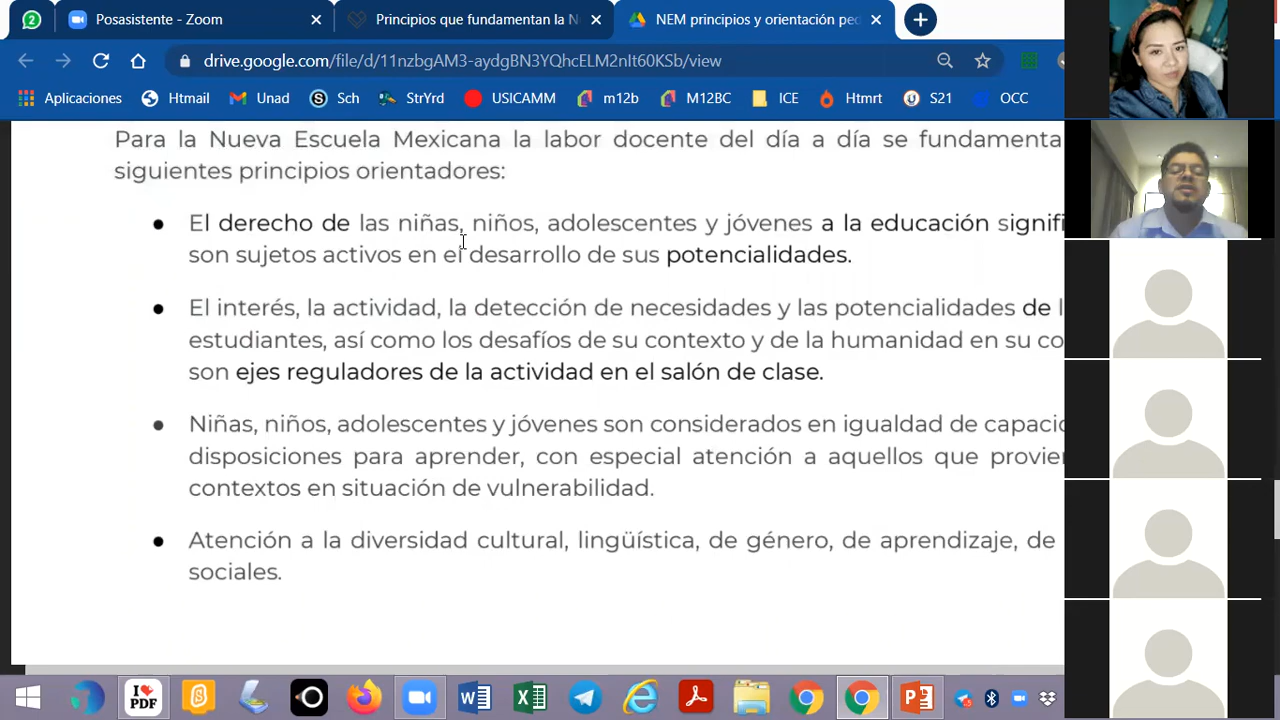 2
Posasistente - Zoom
Principios que fundamentan la N
NEM principios y orientación ped
drive.google.com/file/d/11nzbgAM3-aydgBN3YQhcELM2nIt60KSb/view
Aplicaciones
Htmail
Unad
Sch
StrYrd
USICAMM
m12b
M12BC
ICE
Htmrt
S21
OCC
Para la Nueva Escuela Mexicana la labor docente del día a día se fundamenta
siguientes principios orientadores:
● El derecho de las niñas, niños, adolescentes y jóvenes a la educación signifi
son sujetos activos en el desarrollo de sus potencialidades.
● El interés, la actividad, la detección de necesidades y las potencialidades de l
estudiantes, así como los desafíos de su contexto y de la humanidad en su co
son ejes reguladores de la actividad en el salón de clase.
● Niñas, niños, adolescentes y jóvenes son considerados en igualdad de capacid
disposiciones para aprender, con especial atención a aquellos que provien
contextos en situación de vulnerabilidad.
● Atención a la diversidad cultural, lingüística, de género, de aprendizaje, de
sociales.
I ♥
PDF